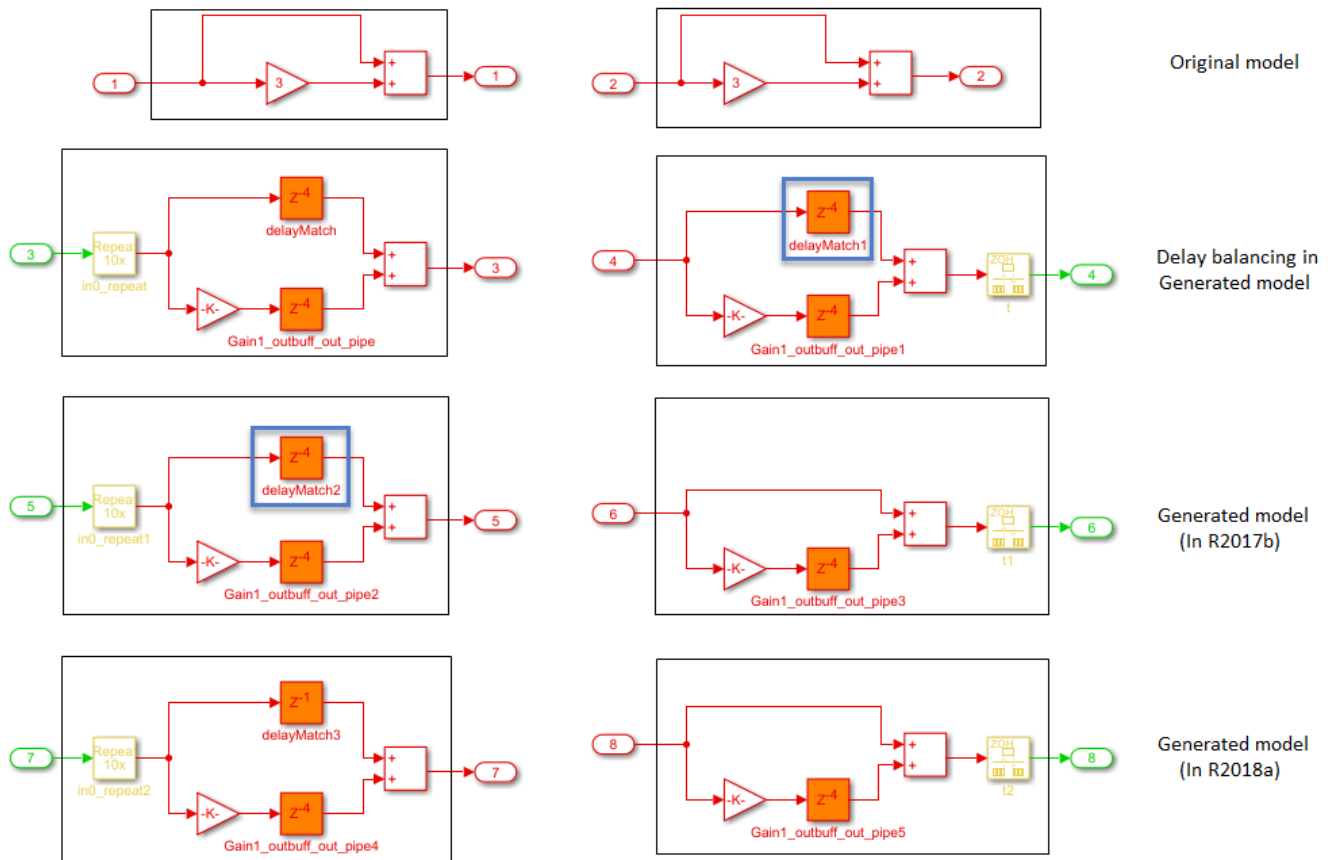 1
3
+
+
1
2
3
+
+
2
Original model
3
Repeat
10x
in0_repeat
Z-4
delayMatch
-K-
Z-4
Gain1_outbuff_out_pipe
+
+
3
4
Z-4
delayMatch1
-K-
Z-4
Gain1_outbuff_out_pipe1
+
+
ZOH
t
4
Delay balancing in
Generated model
5
Repeat
10x
in0_repeat1
Z-4
delayMatch2
-K-
Z-4
Gain1_outbuff_out_pipe2
+
+
5
6
-K-
Z-4
Gain1_outbuff_out_pipe3
+
+
ZOH
t1
6
Generated model
(In R2017b)
7
Repeat
10x
in0_repeat2
Z-1
delayMatch3
-K-
Z-4
Gain1_outbuff_out_pipe4
+
+
7
8
-K-
Z-4
Gain1_outbuff_out_pipe5
+
+
ZOH
t2
8
Generated model
(In R2018a)